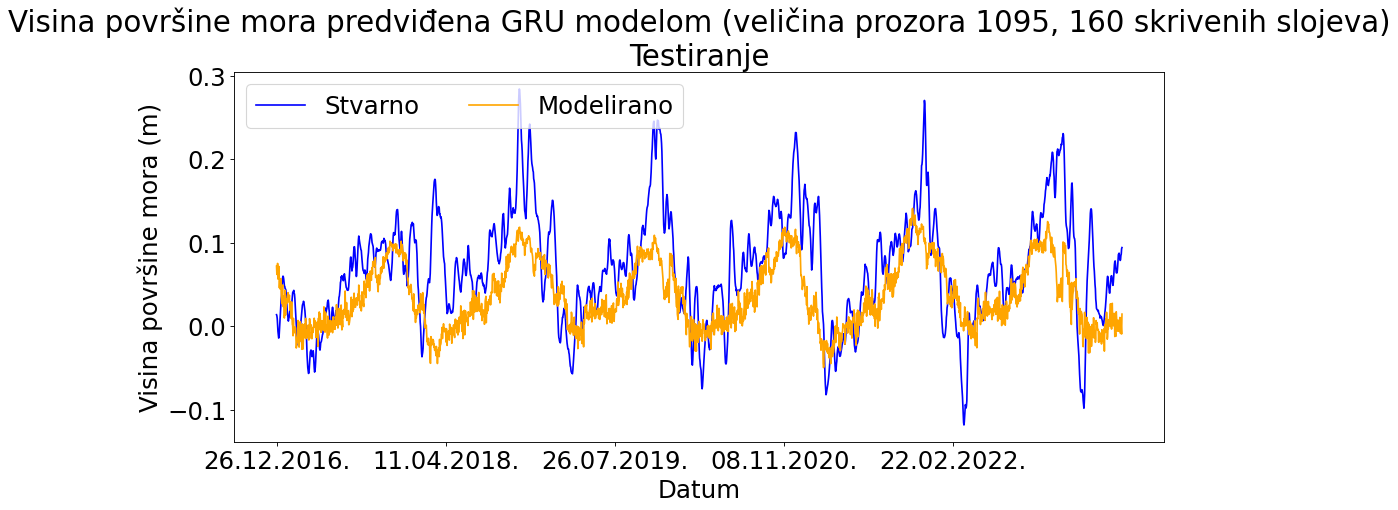 Visina površine mora predviđena GRU modelom (veličina prozora 1095, 160 skrivenih slojeva)
Testiranje
Stvarno Modelirano
Visina površine mora (m)
0.3
0.2
0.1
0.0
−0.1
26.12.2016. 11.04.2018. 26.07.2019. 08.11.2020. 22.02.2022.
Datum